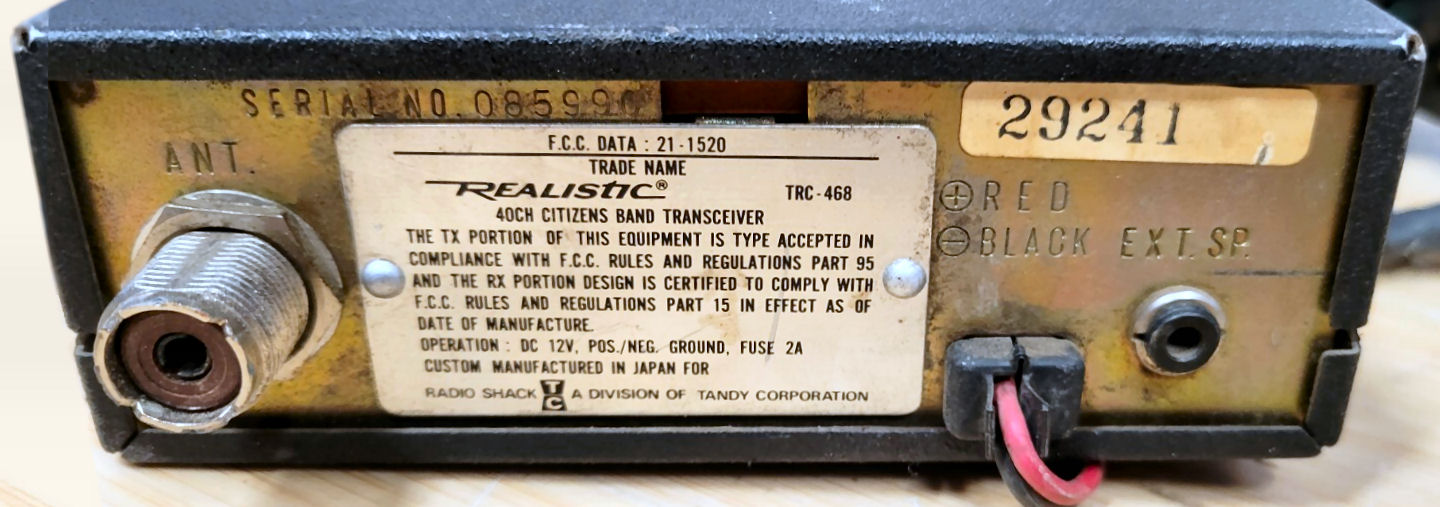 SERIAL NO. 085990
29241
ANT.
F.C.C. DATA : 21-1520
TRADE NAME
REALISTIC® TRC-468
40CH CITIZENS BAND TRANSCEIVER
THE TX PORTION OF THIS EQUIPMENT IS TYPE ACCEPTED IN
COMPLIANCE WITH F.C.C. RULES AND REGULATIONS PART 95
AND THE RX PORTION DESIGN IS CERTIFIED TO COMPLY WITH
F.C.C. RULES AND REGULATIONS PART 15 IN EFFECT AS OF
DATE OF MANUFACTURE.
OPERATION : DC 12V, POS./NEG. GROUND, FUSE 2A
CUSTOM MANUFACTURED IN JAPAN FOR
RADIO SHACK TC A DIVISION OF TANDY CORPORATION
⊕ RED
⊖ BLACK EXT. SP.